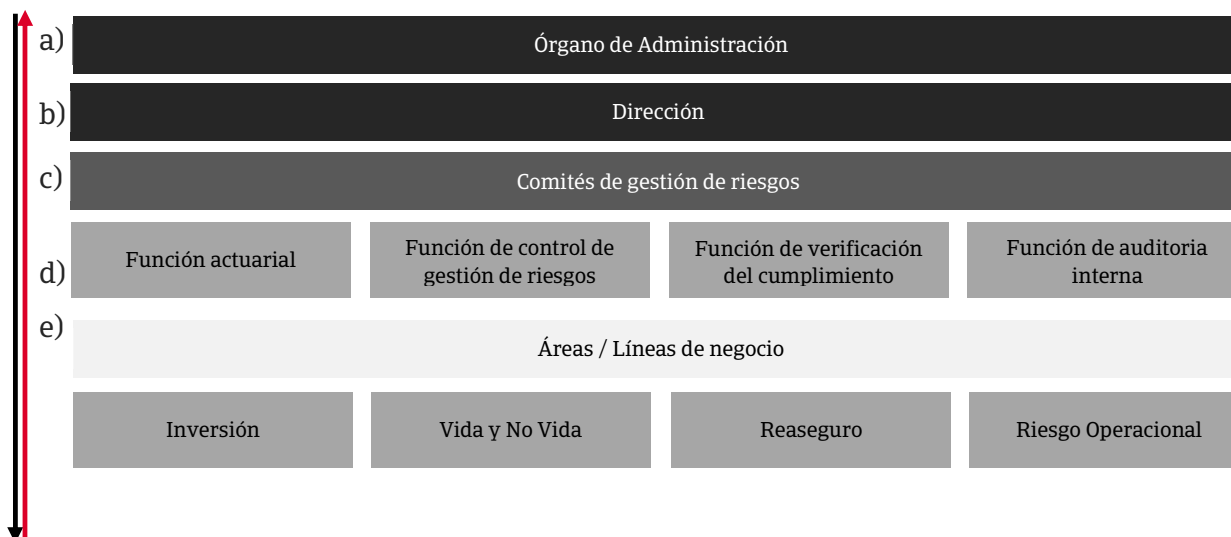 a)
Órgano de Administración
b)
Dirección
c)
Comités de gestión de riesgos
d)
Función actuarial
Función de control de
gestión de riesgos
Función de verificación
del cumplimiento
Función de auditoria
interna
e)
Áreas / Líneas de negocio
Inversión
Vida y No Vida
Reaseguro
Riesgo Operacional